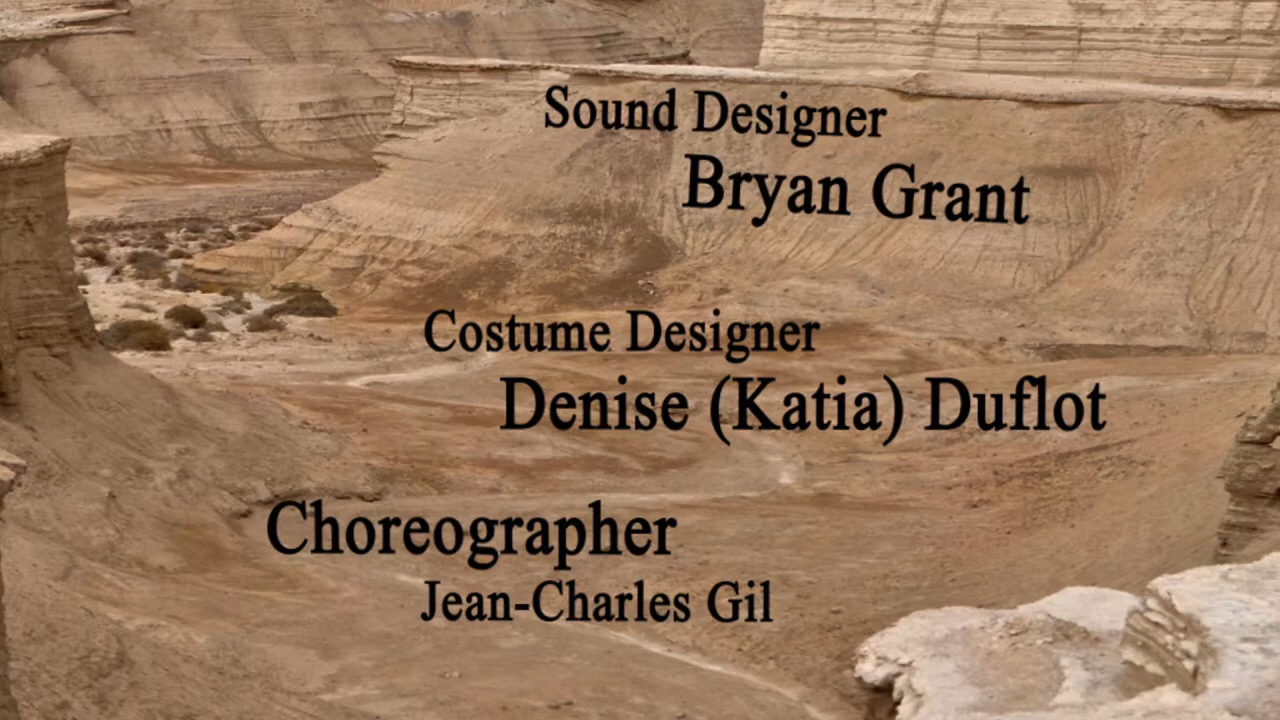 Sound Designer
Bryan Grant
Costume Designer
Denise (Katia) Duflot
Choreographer
Jean-Charles Gil